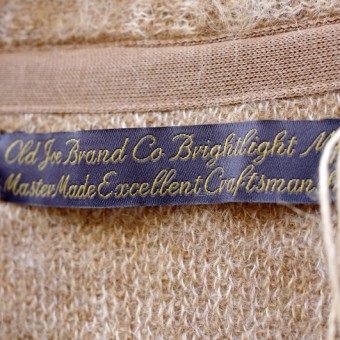 Old Joe Brand Co Brightlight
Master Made Excellent Craftsman